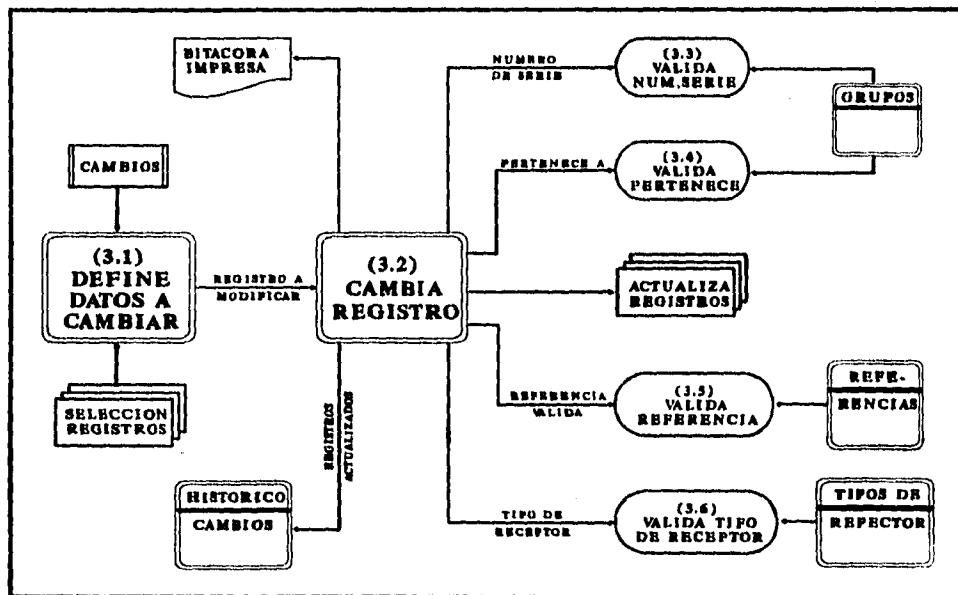 BITACORA
IMPRESA
NUMERO
DE SERIE
(3.3)
VALIDA
NUM,SERIE
GRUPOS
CAMBIOS
PERTENECE A
(3.4)
VALIDA
PERTENECE
(3.1)
DEFINE
DATOS A
CAMBIAR
REGISTRO A
MODIFICAR
(3.2)
CAMBIA
REGISTRO
ACTUALIZA
REGISTROS
SELECCION
REGISTROS
REGISTROS
ACTUALIZADOS
REFERENCIA
VALIDA
(3.5)
VALIDA
REFERENCIA
REFE-
RENCIAS
HISTORICO
CAMBIOS
TIPO DE
RECEPTOR
(3.6)
VALIDA TIPO
DE RECEPTOR
TIPOS DE
REPECTOR